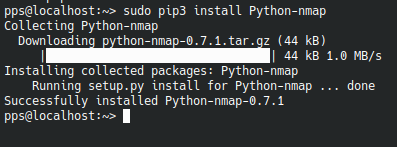 pps@localhost:~> sudo pip3 install Python-nmap
Collecting Python-nmap
  Downloading python-nmap-0.7.1.tar.gz (44 kB)
     |████████████████████████████████| 44 kB 1.0 MB/s
Installing collected packages: Python-nmap
    Running setup.py install for Python-nmap ... done
Successfully installed Python-nmap-0.7.1
pps@localhost:~>